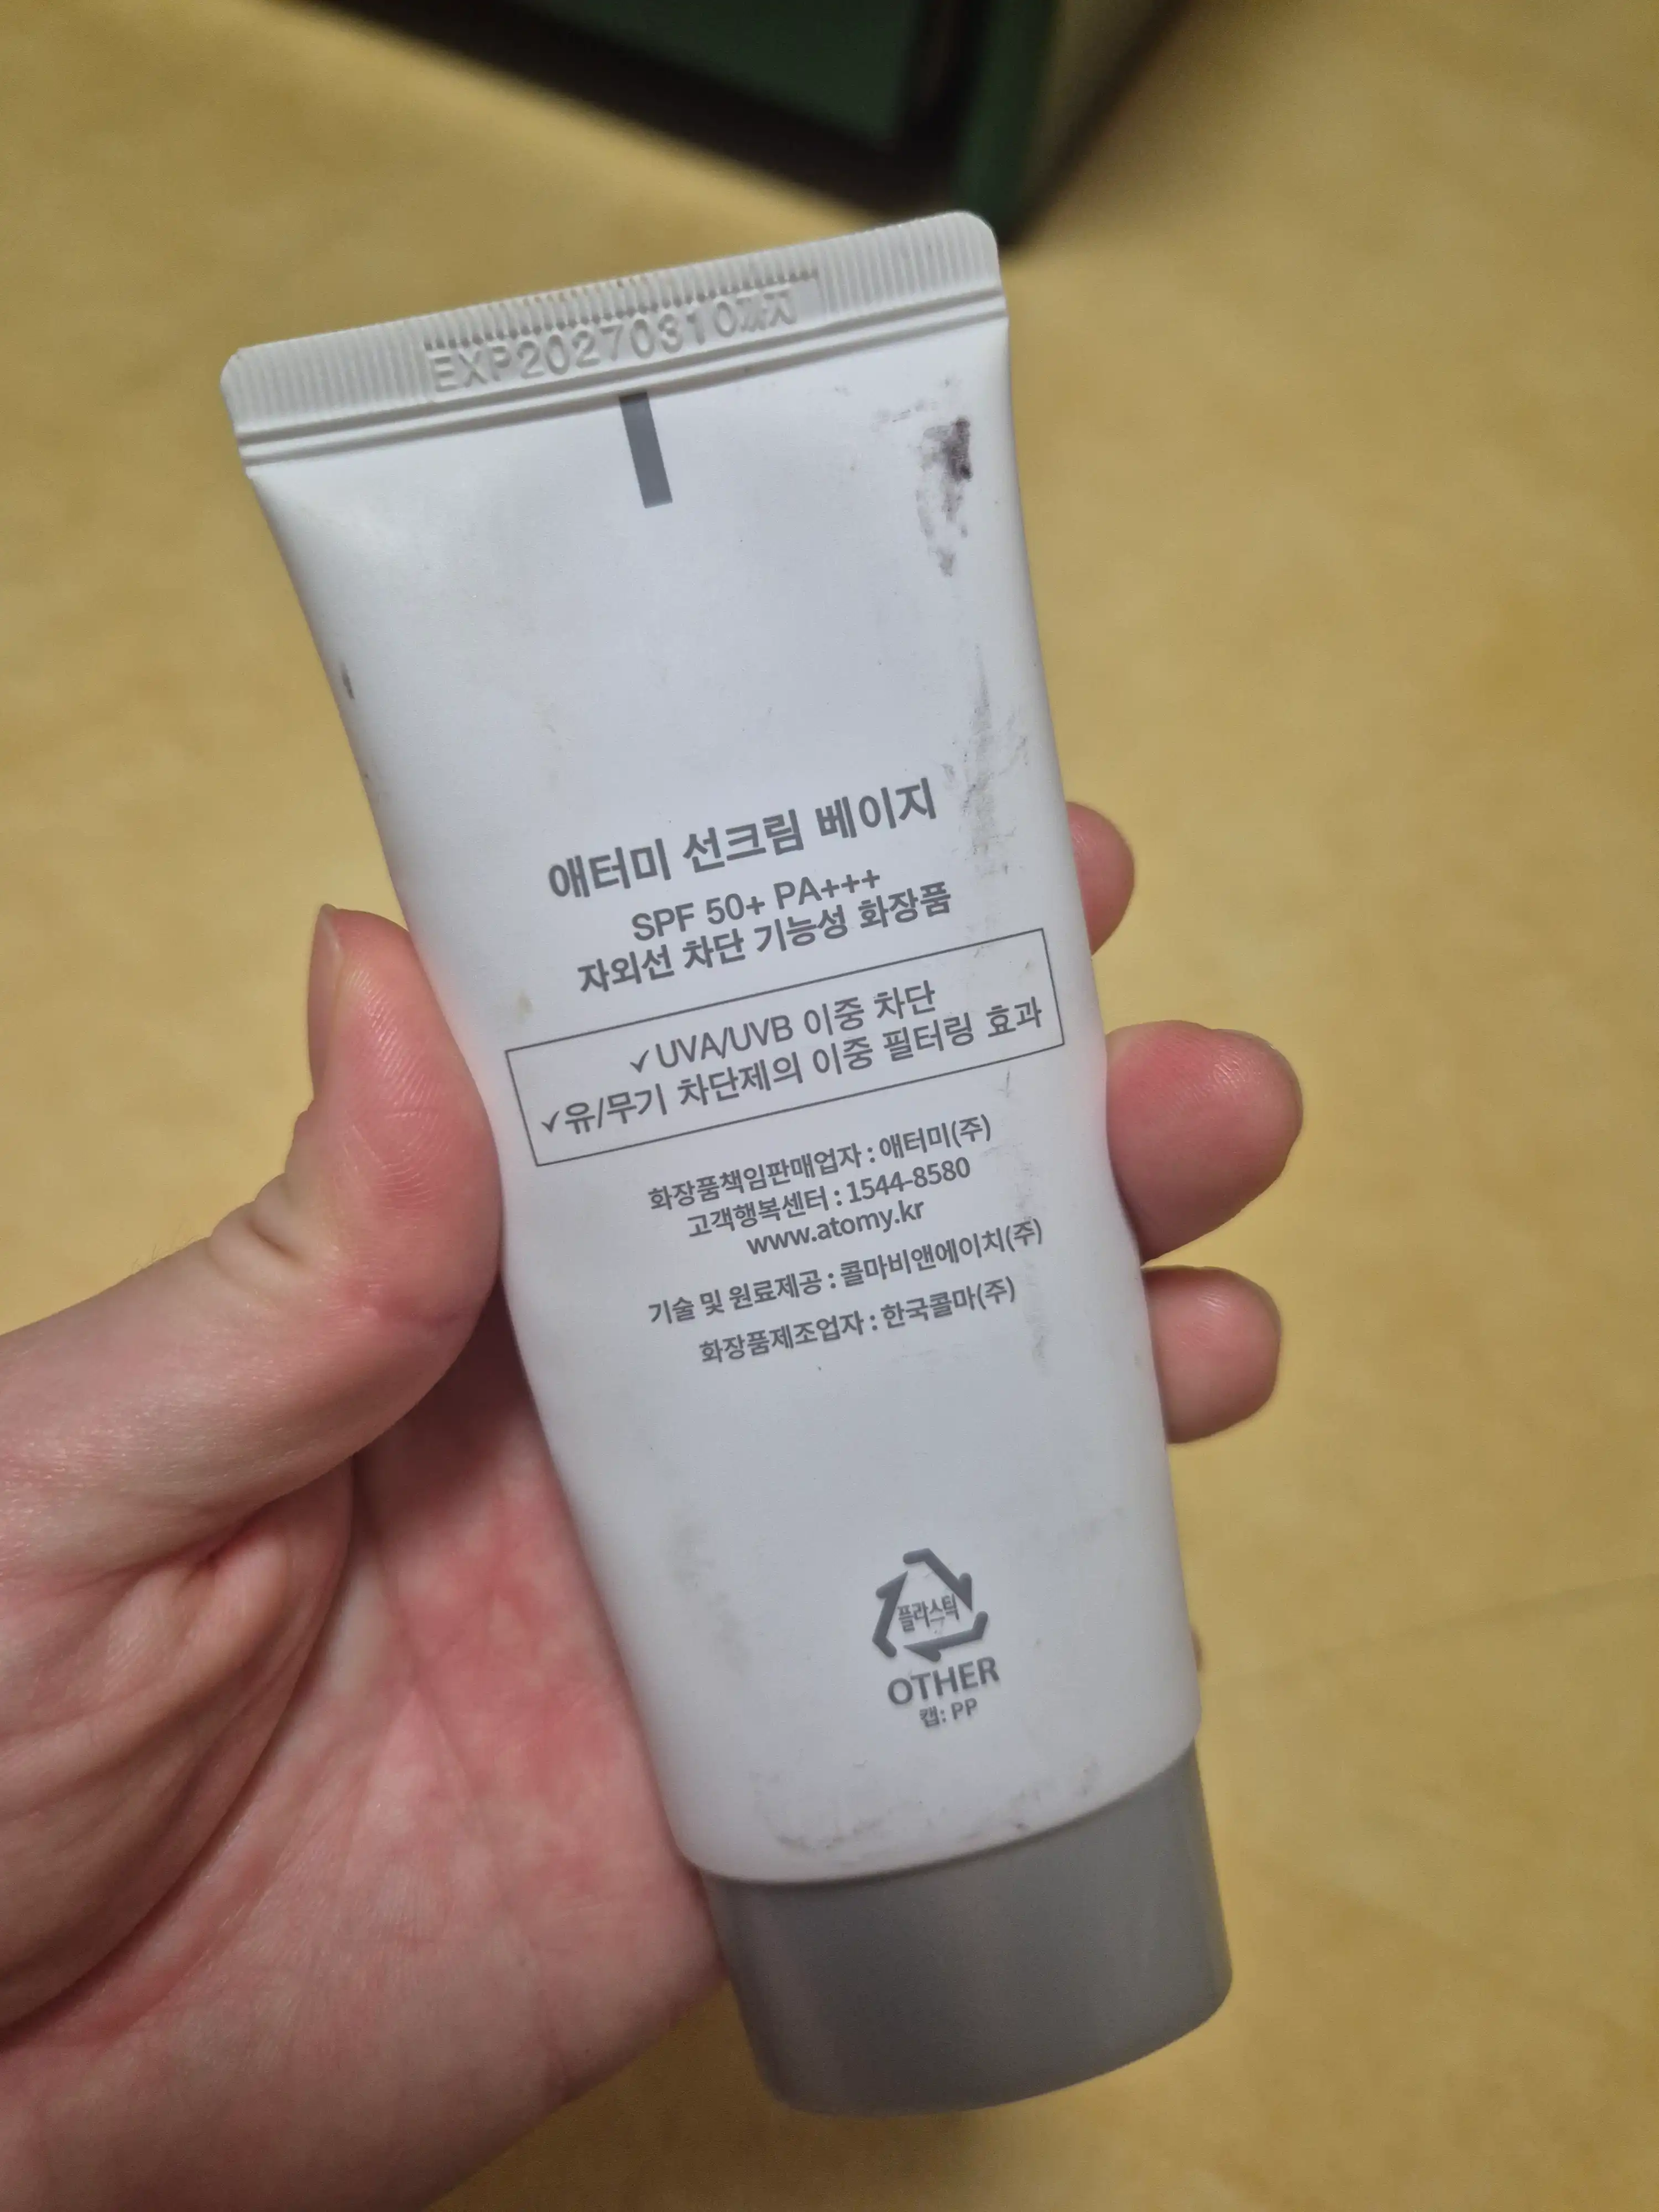 EXP20270310까지
애터미 선크림 베이지
SPF 50+ PA+++
자외선 차단 기능성 화장품
✓UVA/UVB 이중 차단
✓유/무기 차단제의 이중 필터링 효과
화장품책임판매업자 : 애터미(주)
고객행복센터 : 1544-8580
www.atomy.kr
기술 및 원료제공 : 콜마비앤에이치(주)
화장품제조업자 : 한국콜마(주)
플라스틱
OTHER
캡: PP